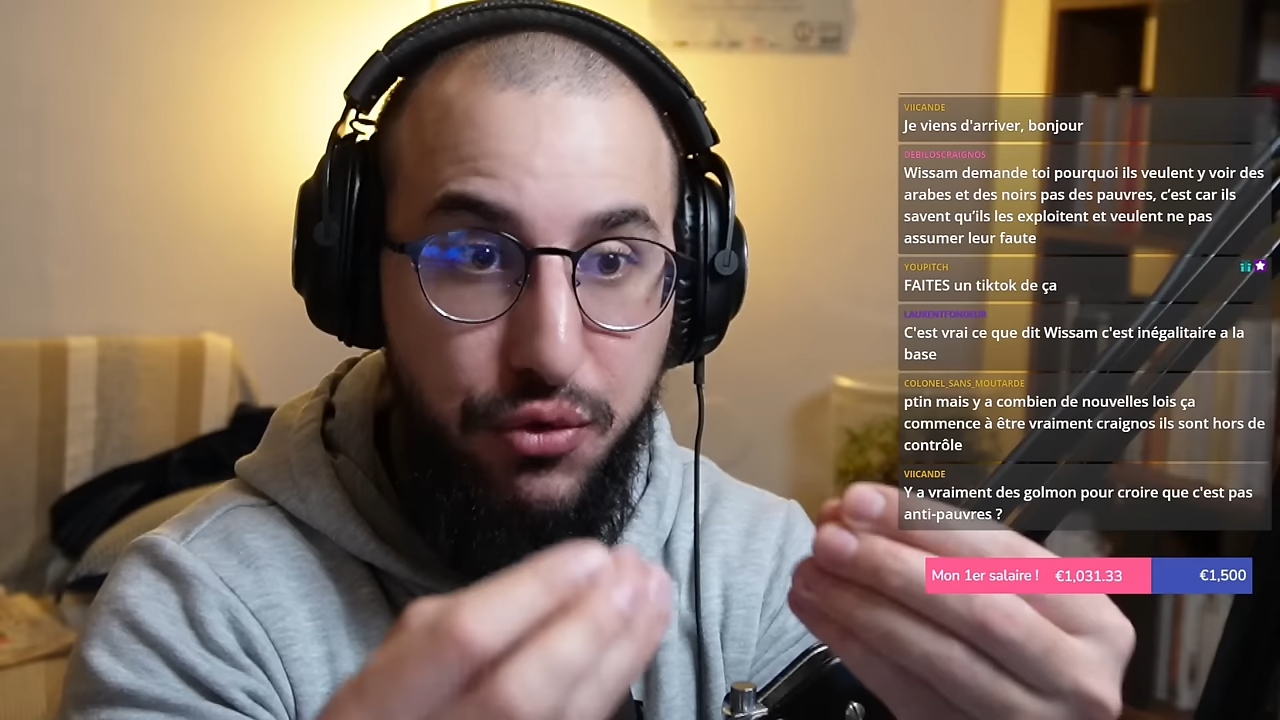 VIICANDE
Je viens d'arriver, bonjour
DEBILOSCRAIGNOS
Wissam demande toi pourquoi ils veulent y voir des
arabes et des noirs pas des pauvres, c’est car ils
savent qu’ils les exploitent et veulent ne pas
assumer leur faute
YOUPITCH
FAITES un tiktok de ça
C'est vrai ce que dit Wissam c'est inégalitaire a la
base
COLONEL_SANS_MOUTARDE
ptin mais y a combien de nouvelles lois ça
commence à être vraiment craignos ils sont hors de
contrôle
VIICANDE
Y a vraiment des golmon pour croire que c'est pas
anti-pauvres ?
Mon 1er salaire ! €1,031.33 €1,500